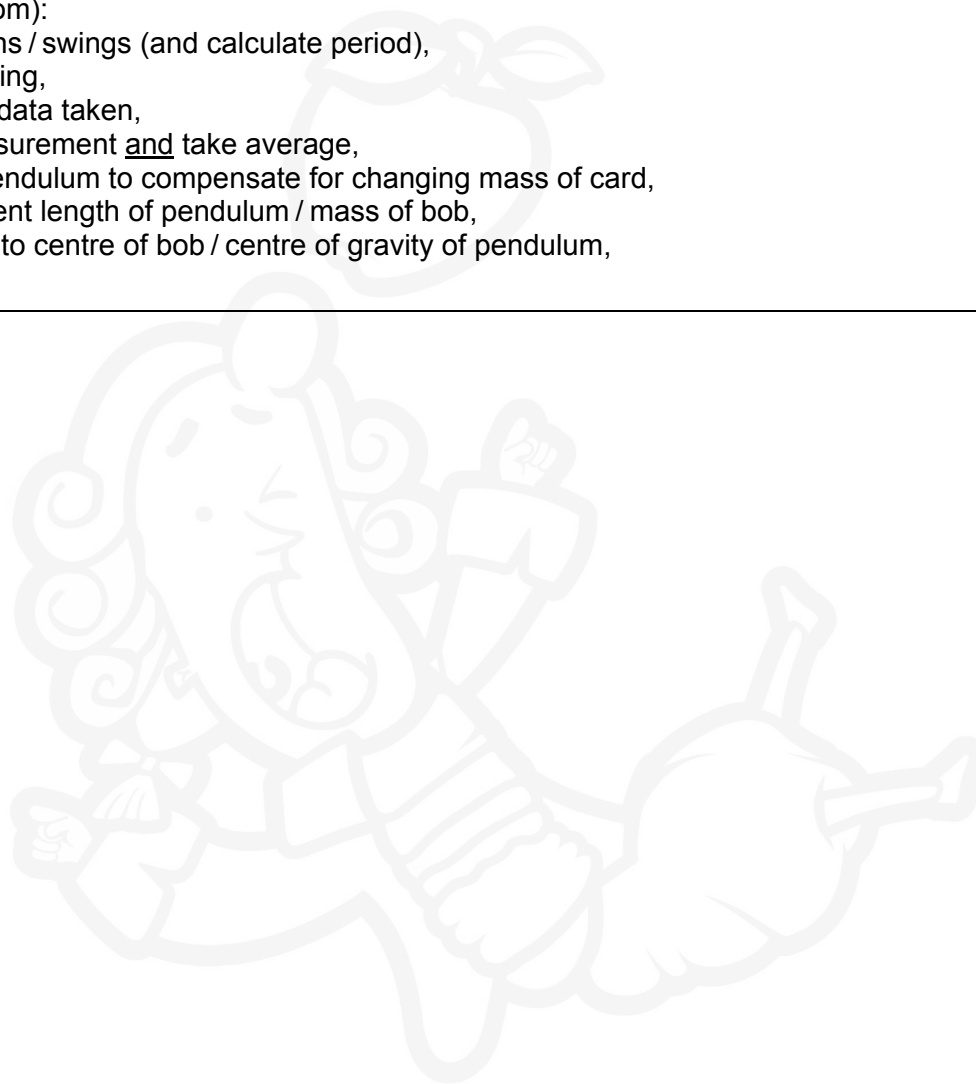 om):
ns / swings (and calculate period),
ing,
data taken,
surement and take average,
endulum to compensate for changing mass of card,
ent length of pendulum / mass of bob,
to centre of bob / centre of gravity of pendulum,